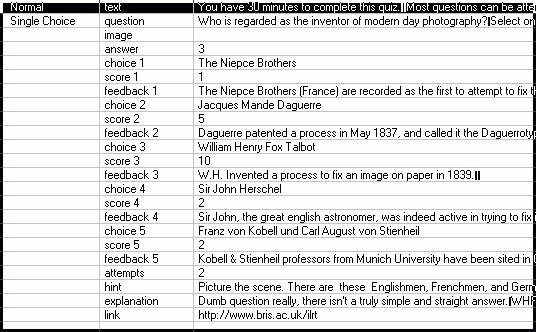 Normal text You have 30 minutes to complete this quiz. Most questions can be
Single Choice question Who is regarded as the inventor of modern day photography? Select
image
answer 3
choice 1 The Niepce Brothers
score 1 1
feedback 1 The Niepce Brothers (France) are recorded as the first to attempt to fix
choice 2 Jacques Mande Daguerre
score 2 5
feedback 2 Daguerre patented a process in May 1837, and called it the
choice 3 William Henry Fox Talbot
score 3 10
feedback 3 W.H. Invented a process to fix an image on paper in 1839.
choice 4 Sir John Herschel
score 4 2
feedback 4 Sir John, the great english astronomer, was indeed active in trying to fix
choice 5 Franz von Kobell und Carl August von Stienheil
score 5 2
feedback 5 Kobell & Stienheil professors from Munich University have been sited in
attempts 2
hint Picture the scene. There are these Englishmen, Frenchmen, and
explanation Dumb question really, there isn't a truly simple and straight answer.
link http://www.bris.ac.uk/ilrt